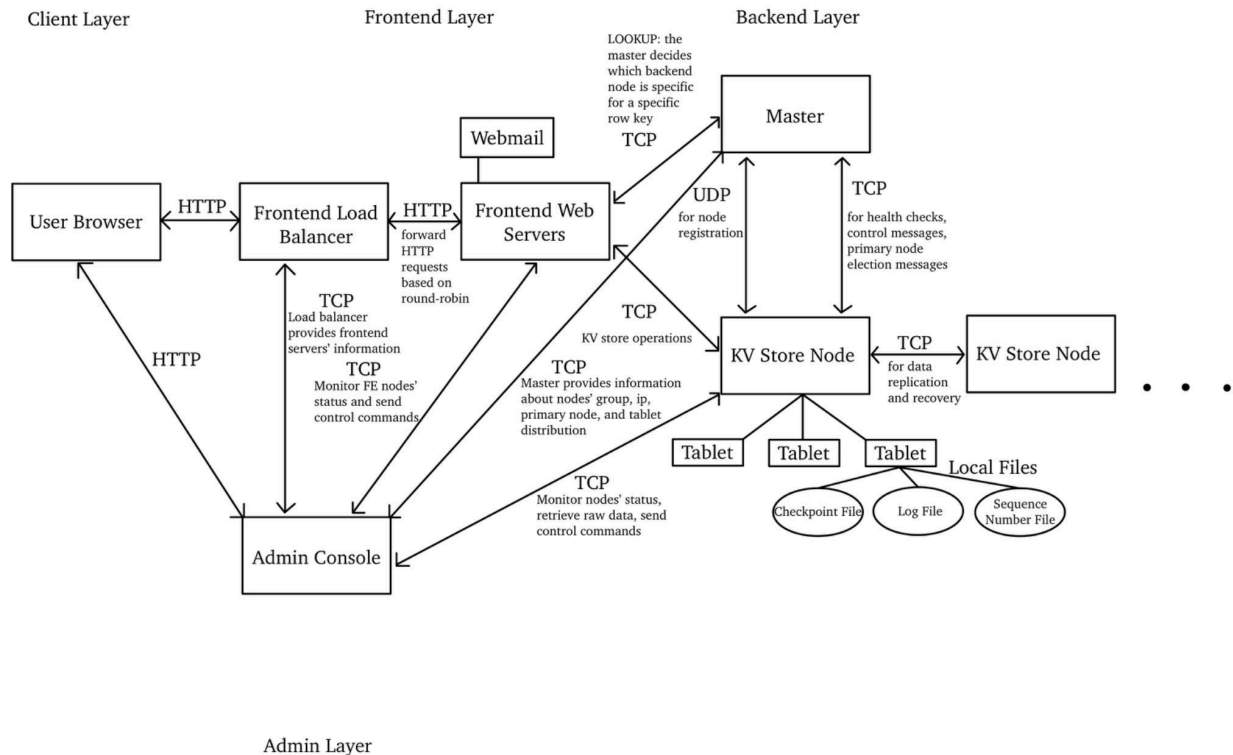 Client Layer
Frontend Layer
Backend Layer
LOOKUP: the
master decides
which backend
node is specific
for a specific
row key
TCP
Master
Webmail
User Browser
HTTP
Frontend Load
Balancer
HTTP
forward
HTTP
requests
based on
round-robin
Frontend Web
Servers
UDP
for node
registration
TCP
for health checks,
control messages,
primary node
election messages
TCP
Load balancer
provides frontend
servers' information
TCP
KV store operations
HTTP
TCP
Monitor FE nodes'
status and send
control commands
TCP
Master provides information
about nodes' group, ip,
primary node, and tablet
distribution
KV Store Node
TCP
for data
replication
and recovery
KV Store Node
. . .
Tablet
Tablet
Tablet
Local Files
Checkpoint File
Log File
Sequence
Number File
TCP
Monitor nodes' status,
retrieve raw data, send
control commands
Admin Console
Admin Layer